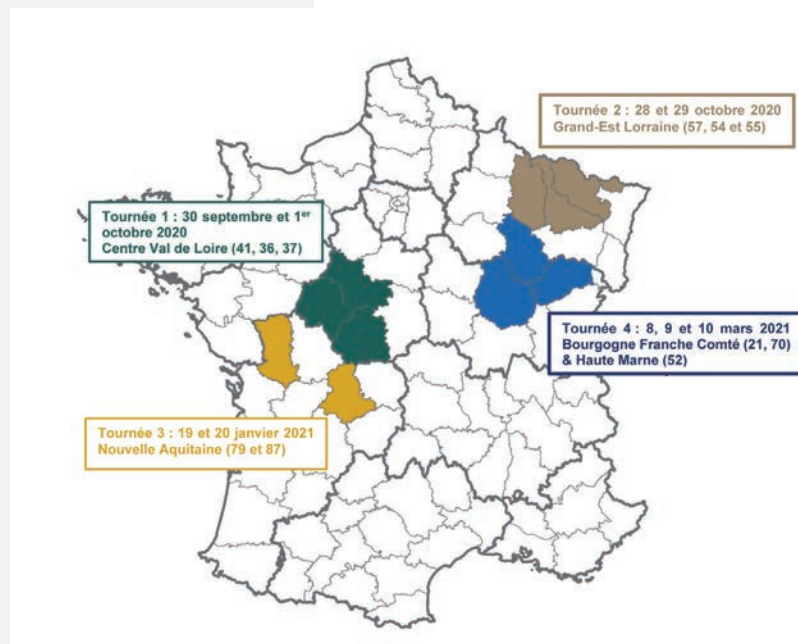 Tournée 2 : 28 et 29 octobre 2020
Grand-Est Lorraine (57, 54 et 55)
Tournée 1 : 30 septembre et 1er
octobre 2020
Centre Val de Loire (41, 36, 37)
Tournée 4 : 8, 9 et 10 mars 2021
Bourgogne Franche Comté (21, 70)
& Haute Marne (52)
Tournée 3 : 19 et 20 janvier 2021
Nouvelle Aquitaine (79 et 87)